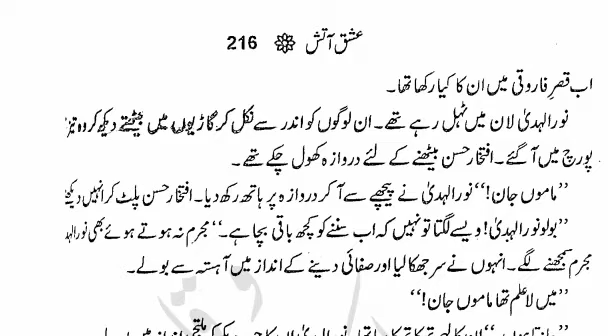 عشق آتش ❁ 216
اب قصرِ فاروقی میں ان کا کیا رکھا تھا۔
نورالہدیٰ لان میں ٹہل رہے تھے۔ ان لوگوں کو اندر سے نکل کر گاڑیوں میں بیٹھتے دیکھ کر وہ تیز
پورچ میں آ گئے۔ افتخار حسن بیٹھنے کے لئے دروازہ کھول چکے تھے۔
”ماموں جان!“ نورالہدیٰ نے پیچھے سے آ کر دروازہ پر ہاتھ رکھ دیا۔ افتخار حسن پلٹ کر انہیں دیکھنے
”بولو نورالہدیٰ! ویسے لگتا تو نہیں کہ اب سننے کو کچھ باقی بچا ہے۔“ مجرم نہ ہوتے ہوئے بھی نورالہد
مجرم سمجھنے لگے۔ انہوں نے سر جھکا لیا اور صفائی دینے کے انداز میں آہستہ سے بولے۔
”میں لاعلم تھا ماموں جان!“